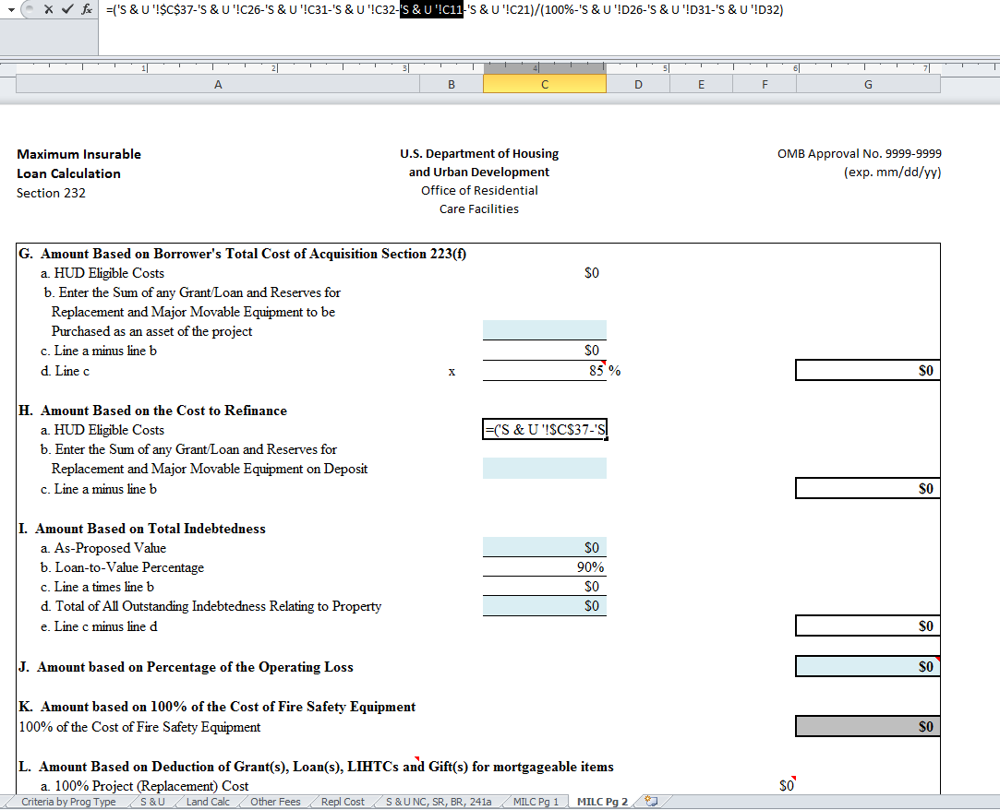 fx =('S & U '!$C$37-'S & U '!C26-'S & U '!C31-'S & U '!C32-'S & U '!C11-'S & U '!C21)/(100%-'S & U '!D26-'S & U '!D31-'S & U '!D32)
1 2 3 4 5 6 7
A B C D E F G
Maximum Insurable
Loan Calculation
Section 232
U.S. Department of Housing
and Urban Development
Office of Residential
Care Facilities
OMB Approval No. 9999-9999
(exp. mm/dd/yy)
G. Amount Based on Borrower's Total Cost of Acquisition Section 223(f)
a. HUD Eligible Costs $0
b. Enter the Sum of any Grant/Loan and Reserves for
Replacement and Major Movable Equipment to be
Purchased as an asset of the project
c. Line a minus line b $0
d. Line c x 85 % $0
H. Amount Based on the Cost to Refinance
a. HUD Eligible Costs =('S & U '!$C$37-'S
b. Enter the Sum of any Grant/Loan and Reserves for
Replacement and Major Movable Equipment on Deposit
c. Line a minus line b $0
I. Amount Based on Total Indebtedness
a. As-Proposed Value $0
b. Loan-to-Value Percentage 90%
c. Line a times line b $0
d. Total of All Outstanding Indebtedness Relating to Property $0
e. Line c minus line d $0
J. Amount based on Percentage of the Operating Loss $0
K. Amount based on 100% of the Cost of Fire Safety Equipment
100% of the Cost of Fire Safety Equipment $0
L. Amount Based on Deduction of Grant(s), Loan(s), LIHTCs and Gift(s) for mortgageable items
a. 100% Project (Replacement) Cost $0
Criteria by Prog Type S & U Land Calc Other Fees Repl Cost S & U NC, SR, BR, 241a MILC Pg 1 MILC Pg 2